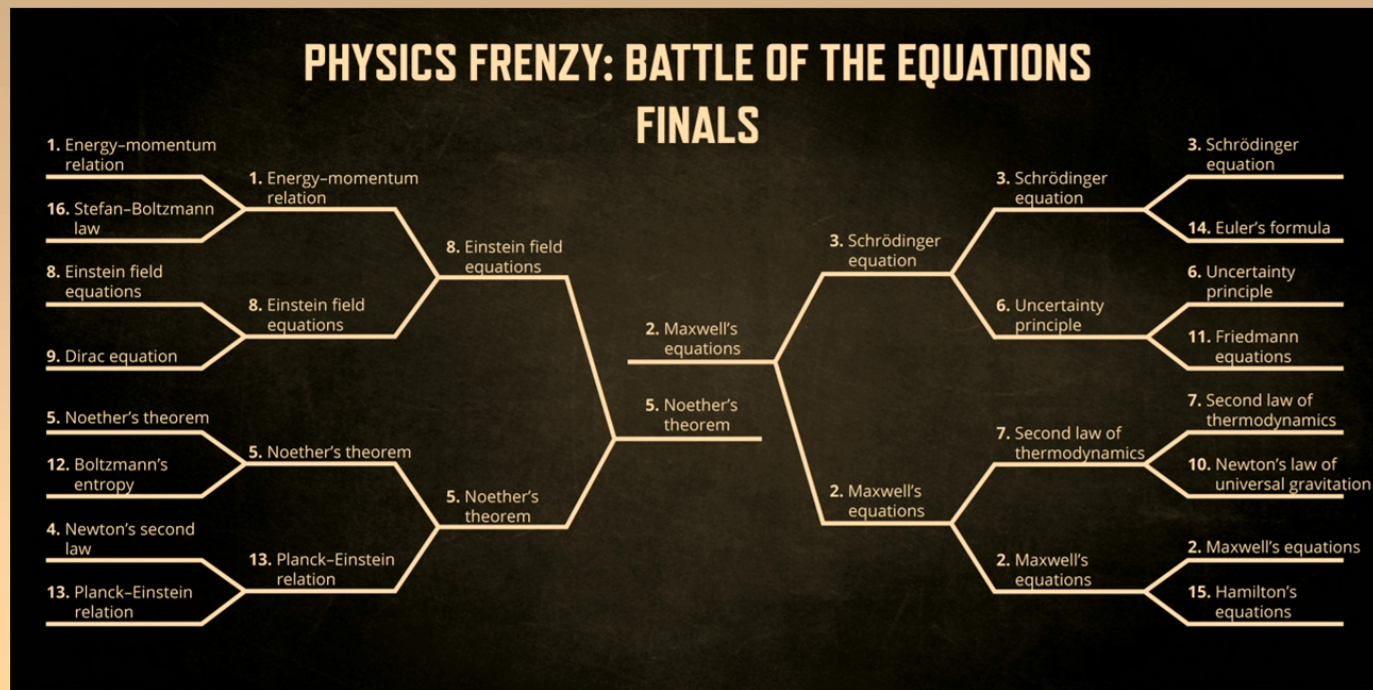 PHYSICS FRENZY: BATTLE OF THE EQUATIONS
FINALS
1. Energy–momentum
relation
16. Stefan–Boltzmann
law
8. Einstein field
equations
9. Dirac equation
5. Noether’s theorem
12. Boltzmann’s
entropy
4. Newton’s second
law
13. Planck–Einstein
relation
1. Energy–momentum
relation
8. Einstein field
equations
5. Noether’s theorem
13. Planck–Einstein
relation
8. Einstein field
equations
5. Noether’s
theorem
2. Maxwell’s
equations
5. Noether’s
theorem
3. Schrödinger
equation
2. Maxwell’s
equations
3. Schrödinger
equation
6. Uncertainty
principle
7. Second law of
thermodynamics
2. Maxwell’s
equations
3. Schrödinger
equation
14. Euler’s formula
6. Uncertainty
principle
11. Friedmann
equations
7. Second law of
thermodynamics
10. Newton’s law of
universal gravitation
2. Maxwell’s equations
15. Hamilton’s
equations